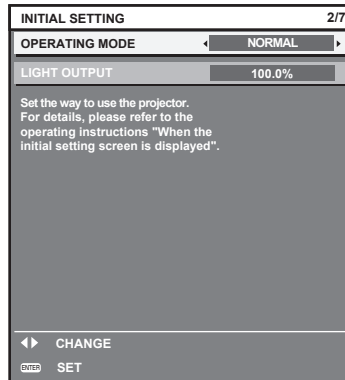 INITIAL SETTING 2/7
OPERATING MODE NORMAL
LIGHT OUTPUT 100.0%
Set the way to use the projector.
For details, please refer to the
operating instructions "When the
initial setting screen is displayed".
CHANGE
ENTER SET